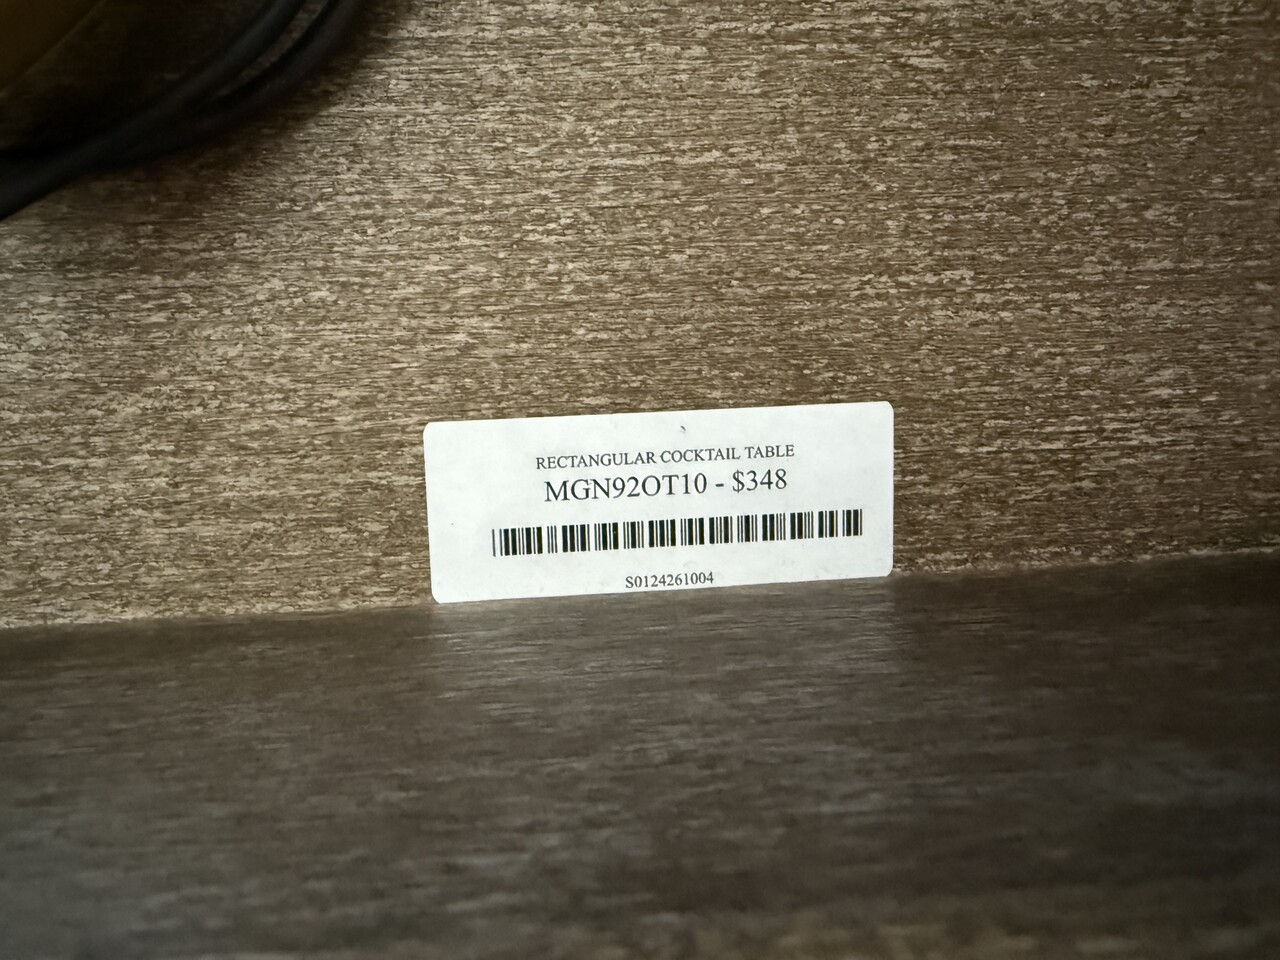 RECTANGULAR COCKTAIL TABLE
MGN92OT10 - $348
S0124261004